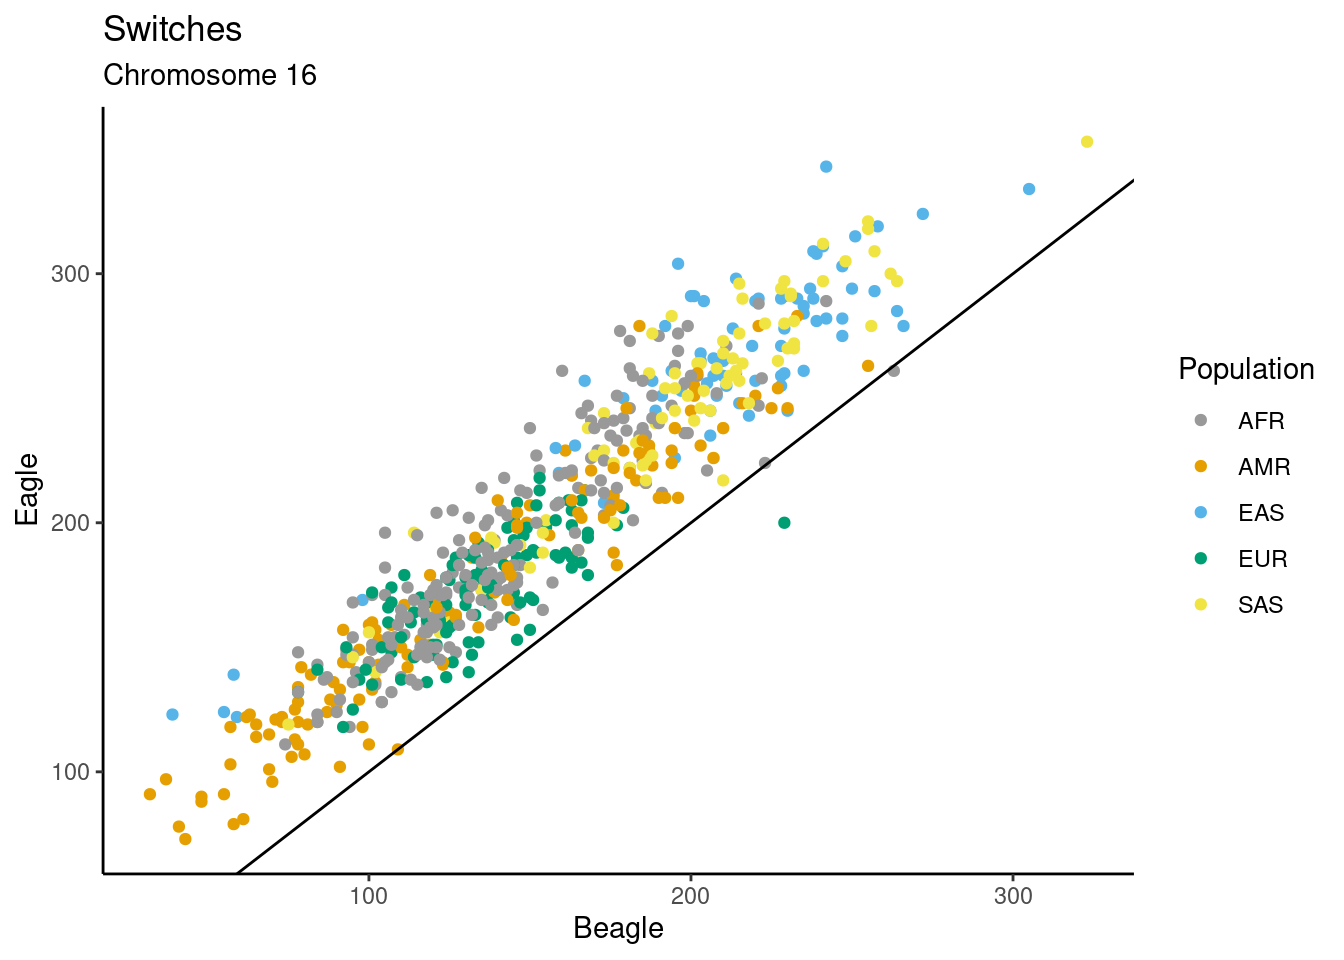 Switches
Chromosome 16
Eagle
300
200
100
100
200
300
Beagle
Population
AFR
AMR
EAS
EUR
SAS